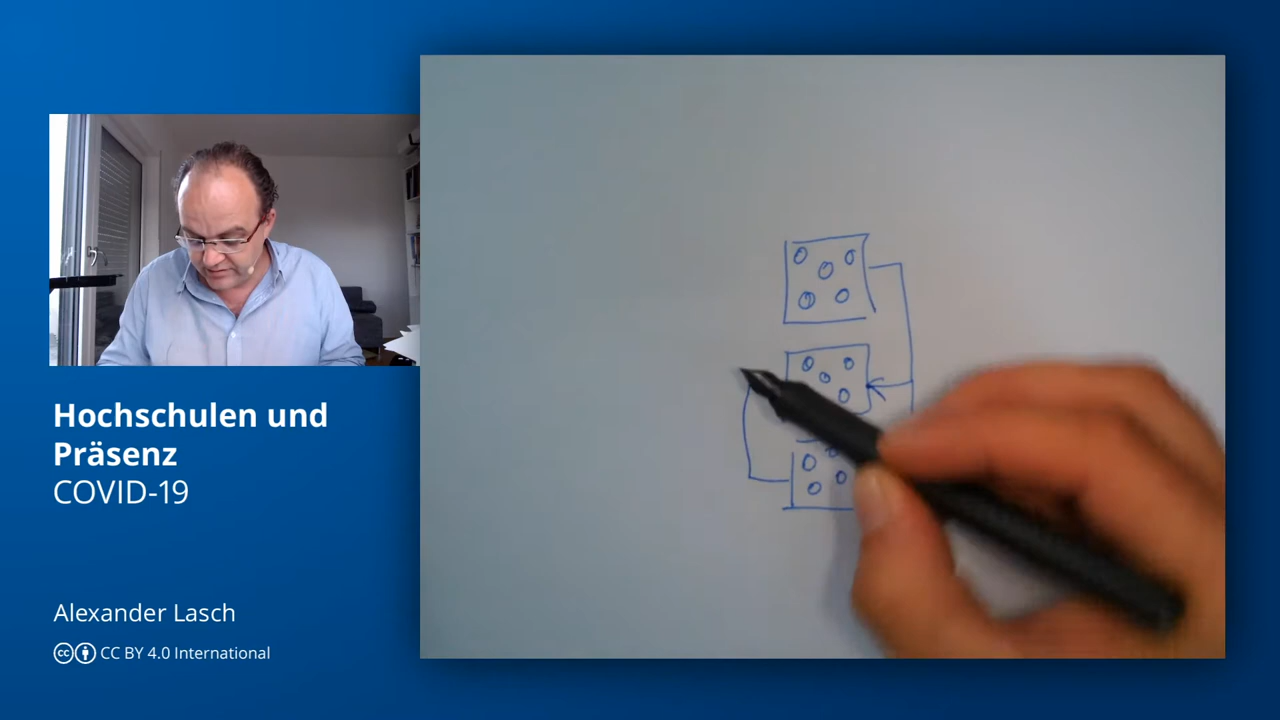 Hochschulen und
Präsenz
COVID-19
Alexander Lasch
CC BY 4.0 International